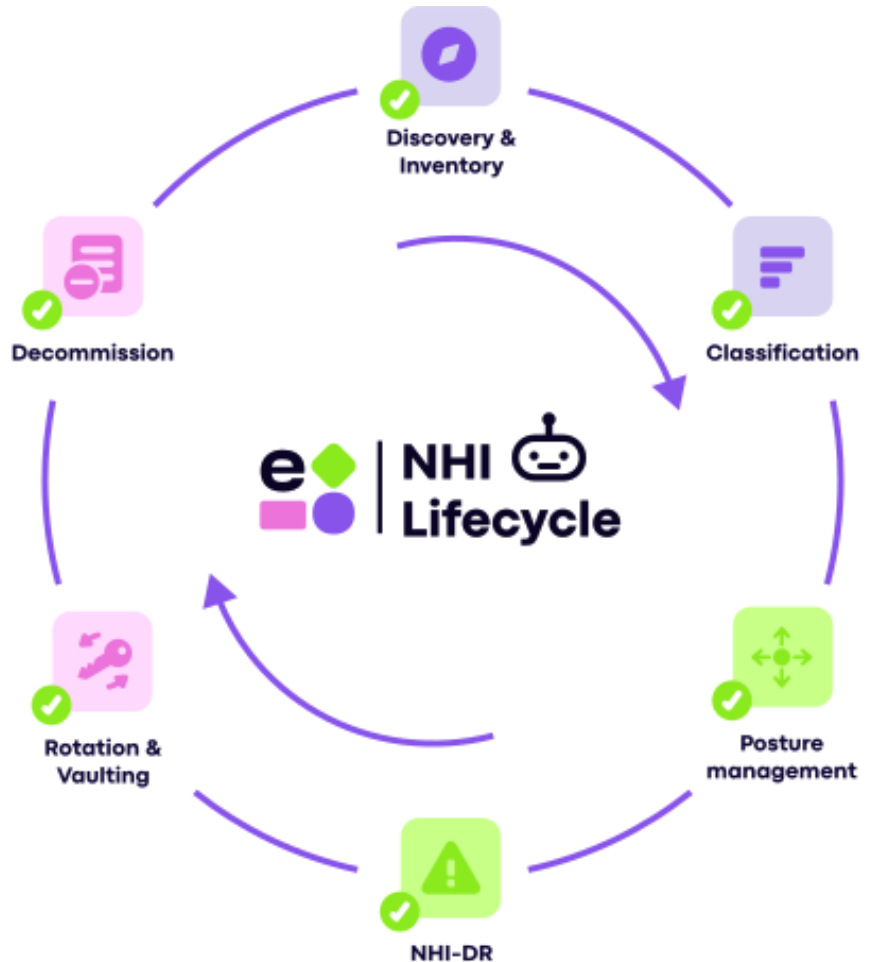 Discovery &
Inventory
Classification
Posture
management
NHI-DR
Rotation &
Vaulting
Decommission
e
NHI
Lifecycle